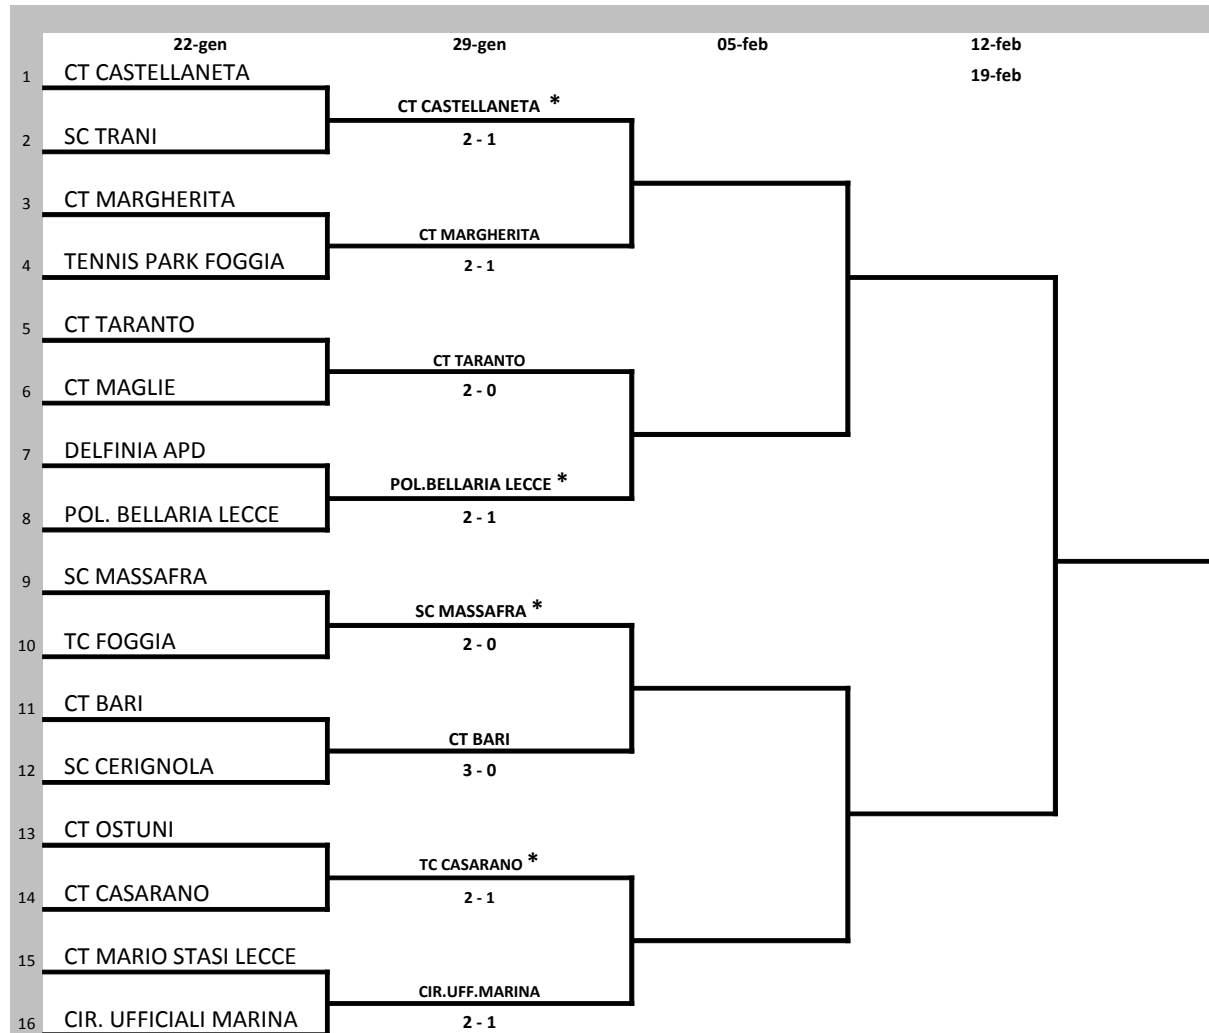 22-gen 29-gen 05-feb 12-feb
1 CT CASTELLANETA 19-feb
CT CASTELLANETA *
2 SC TRANI 2 - 1
3 CT MARGHERITA
CT MARGHERITA
4 TENNIS PARK FOGGIA 2 - 1
5 CT TARANTO
CT TARANTO
6 CT MAGLIE 2 - 0
7 DELFINIA APD
POL.BELLARIA LECCE *
8 POL. BELLARIA LECCE 2 - 1
9 SC MASSAFRA
SC MASSAFRA *
10 TC FOGGIA 2 - 0
11 CT BARI
CT BARI
12 SC CERIGNOLA 3 - 0
13 CT OSTUNI
TC CASARANO *
14 CT CASARANO 2 - 1
15 CT MARIO STASI LECCE
CIR.UFF.MARINA
16 CIR. UFFICIALI MARINA 2 - 1